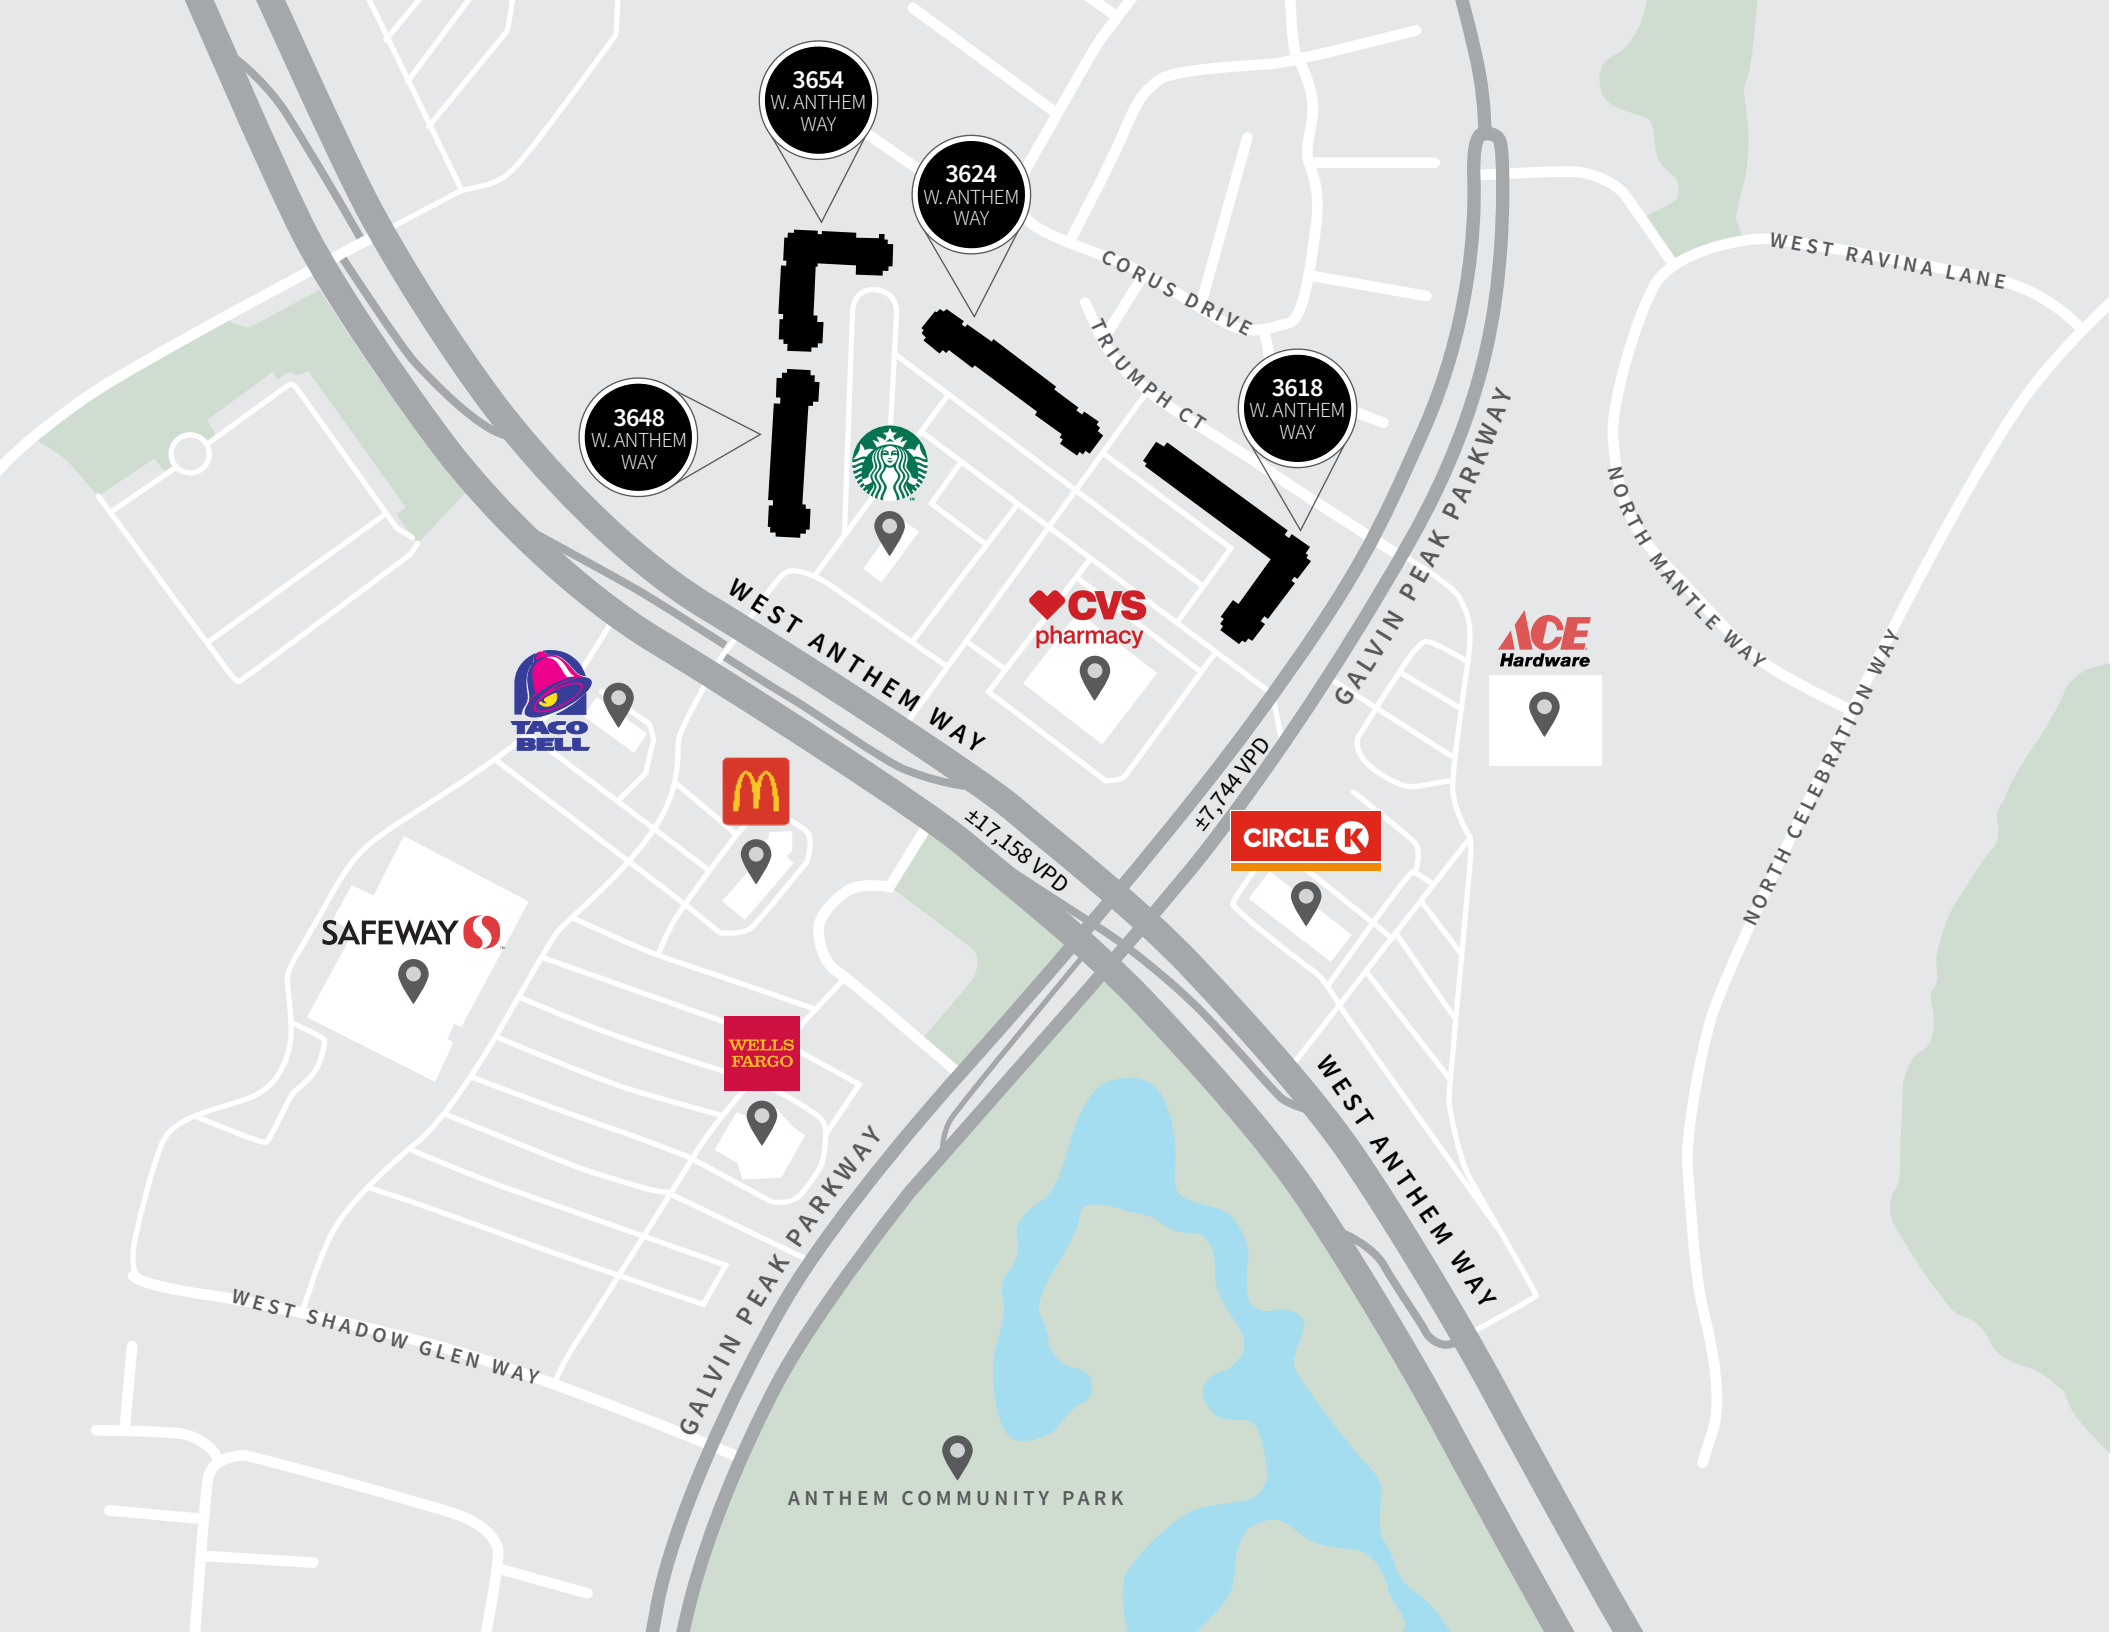 3654
W. ANTHEM
WAY
3624
W. ANTHEM
WAY
WEST RAVINA LANE
CORUS DRIVE
TRIUMPH CT
3618
W. ANTHEM
WAY
3648
W. ANTHEM
WAY
GALVIN PEAK PARKWAY
NORTH MANTLE WAY
WEST ANTHEM WAY
CVS
pharmacy
ACE
Hardware
TACO
BELL
NORTH CELEBRATION WAY
±7,744 VPD
±17,158 VPD
CIRCLE K
SAFEWAY
WELLS
FARGO
WEST ANTHEM WAY
GALVIN PEAK PARKWAY
WEST SHADOW GLEN WAY
ANTHEM COMMUNITY PARK